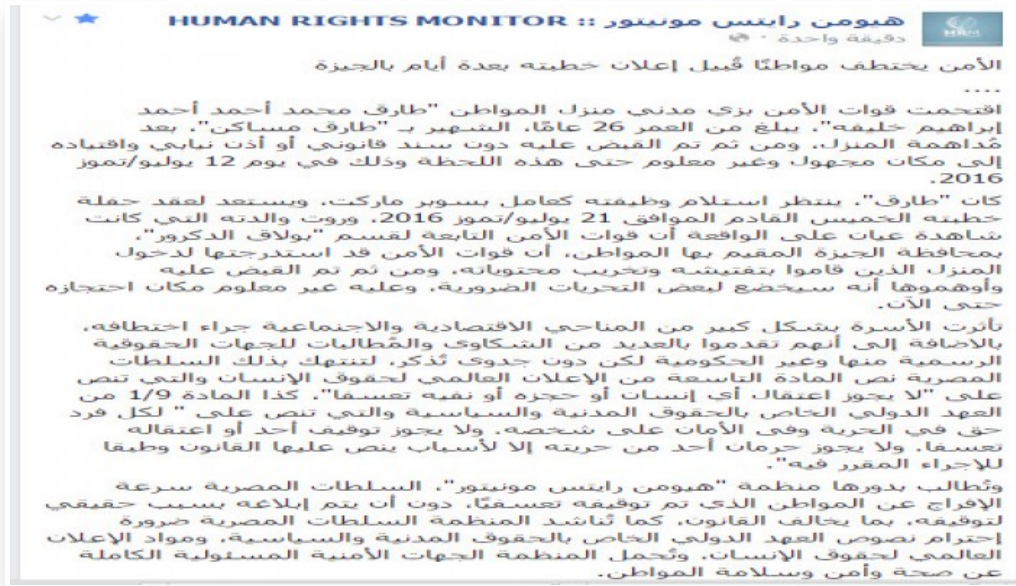 هيومن رايتس مونيتور :: HUMAN RIGHTS MONITOR
دقيقة واحدة ·
الأمن يختطف مواطنًا قُبيل إعلان خطبته بعدة أيام بالجيزة
....
اقتحمت قوات الأمن بزي مدني منزل المواطن "طارق محمد أحمد أحمد
إبراهيم خليفه"، يبلغ من العمر 26 عامًا، الشهير بـ "طارق مساكن"، بعد
مُداهمة المنزل، ومن ثم تم القبض عليه دون سند قانوني أو أذن نيابي واقتياده
إلى مكان مجهول وغير معلوم حتى هذه اللحظة وذلك في يوم 12 يوليو/تموز
2016.
كان "طارق"، ينتظر استلام وظيفته كعامل بسوبر ماركت، ويستعد لعقد حفلة
خطبته الخميس القادم الموافق 21 يوليو/تموز 2016، وروت والدته التي كانت
شاهدة عيان على الواقعة أن قوات الأمن التابعة لقسم "بولاق الدكرور"،
بمحافظة الجيزة المقيم بها المواطن، أن قوات الأمن قد استدرجتها لدخول
المنزل الذين قاموا بتفتيشه وتخريب محتوياته، ومن ثم تم القبض عليه
وأوهموها أنه سيخضع لبعض التحريات الضرورية، وعليه غير معلوم مكان احتجازه
حتى الآن.
تأثرت الأسرة بشكل كبير من المناحي الاقتصادية والاجتماعية جراء اختطافه،
بالاضافة إلى أنهم تقدموا بالعديد من الشكاوى والمُطالبات للجهات الحقوقية
الرسمية منها وغير الحكومية لكن دون جدوى تُذكر، لتنتهك بذلك السلطات
المصرية نص المادة التاسعة من الإعلان العالمي لحقوق الإنسان والتي تنص
على "لا يجوز اعتقال أي إنسان أو حجزه أو نفيه تعسفا"، كذا المادة 1/9 من
العهد الدولي الخاص بالحقوق المدنية والسياسية والتي تنص على " لكل فرد
حق في الحرية وفى الأمان على شخصه، ولا يجوز توقيف أحد أو اعتقاله
تعسفا، ولا يجوز حرمان أحد من حريته إلا لأسباب ينص عليها القانون وطبقا
للإجراء المقرر فيه".
وتُطالب بدورها منظمة "هيومن رايتس مونيتور"، السلطات المصرية سرعة
الإفراج عن المواطن الذى تم توقيفه تعسفيًا، دون أن يتم إبلاغه بسبب حقيقي
لتوقيفه، بما يخالف القانون، كما تُناشد المنظمة السلطات المصرية ضرورة
إحترام نصوص العهد الدولي الخاص بالحقوق المدنية والسياسية، ومواد الإعلان
العالمي لحقوق الإنسان، وتُحمل المنظمة الجهات الأمنية المسئولية الكاملة
عن صحة وأمن وسلامة المواطن.